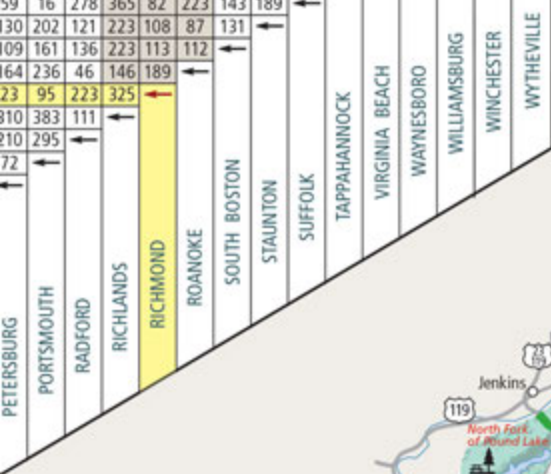 59 16 278 365 82 223 143 189
130 202 121 223 108 87 131
109 161 136 223 113 112
164 236 46 146 189
23 95 223 325
310 383 111
210 295
72
PETERSBURG
PORTSMOUTH
RADFORD
RICHLANDS
RICHMOND
ROANOKE
SOUTH BOSTON
STAUNTON
SUFFOLK
TAPPAHANNOCK
VIRGINIA BEACH
WAYNESBORO
WILLIAMSBURG
WINCHESTER
WYTHEVILLE
23
119
Jenkins
119
North Fork
of Pound Lake